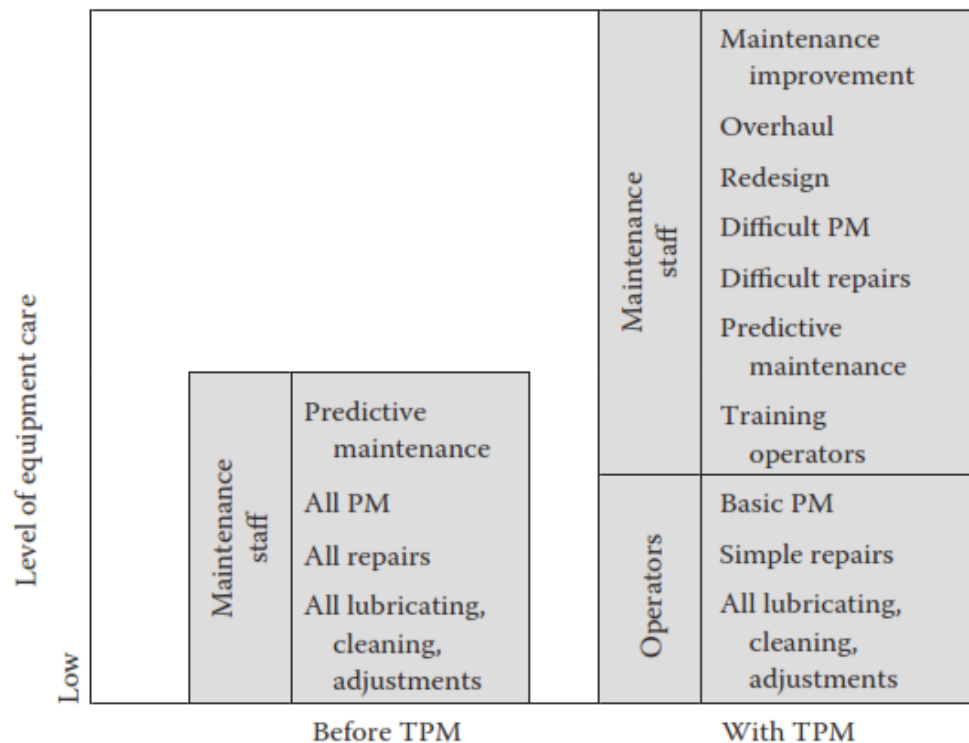 Level of equipment care
Low
Maintenance
staff
Predictive
maintenance
All PM
All repairs
All lubricating,
cleaning,
adjustments
Before TPM
Maintenance
staff
Maintenance
improvement
Overhaul
Redesign
Difficult PM
Difficult repairs
Predictive
maintenance
Training
operators
Operators
Basic PM
Simple repairs
All lubricating,
cleaning,
adjustments
With TPM